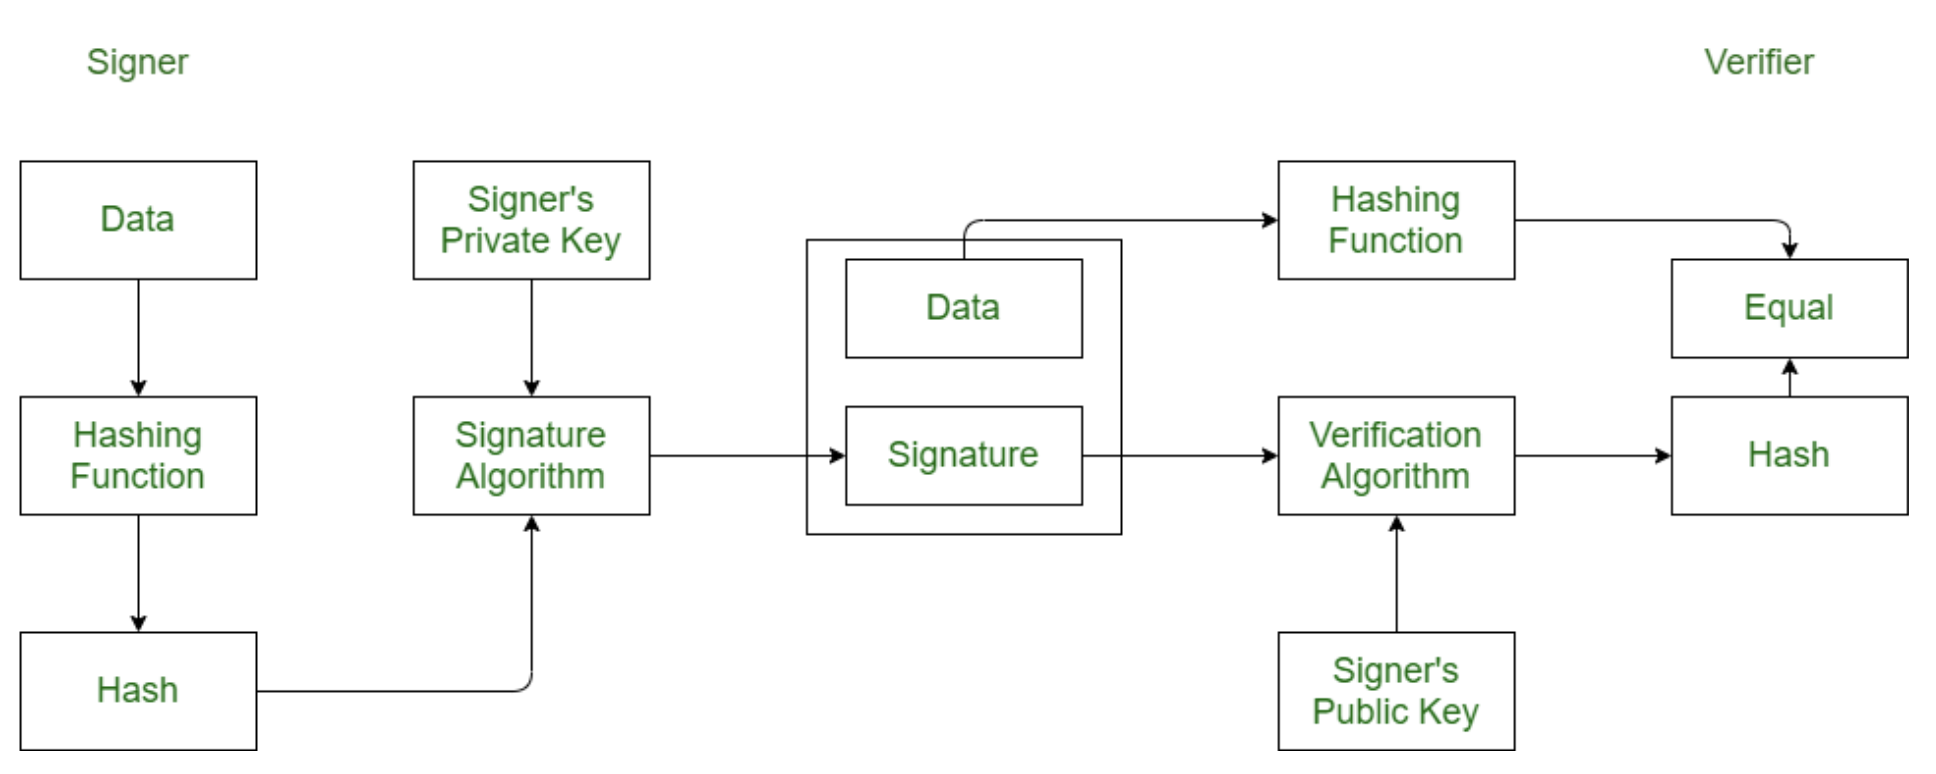 Signer
Verifier
Data
Signer's
Private Key
Hashing
Function
Data
Equal
Hashing
Function
Signature
Algorithm
Signature
Verification
Algorithm
Hash
Hash
Signer's
Public Key